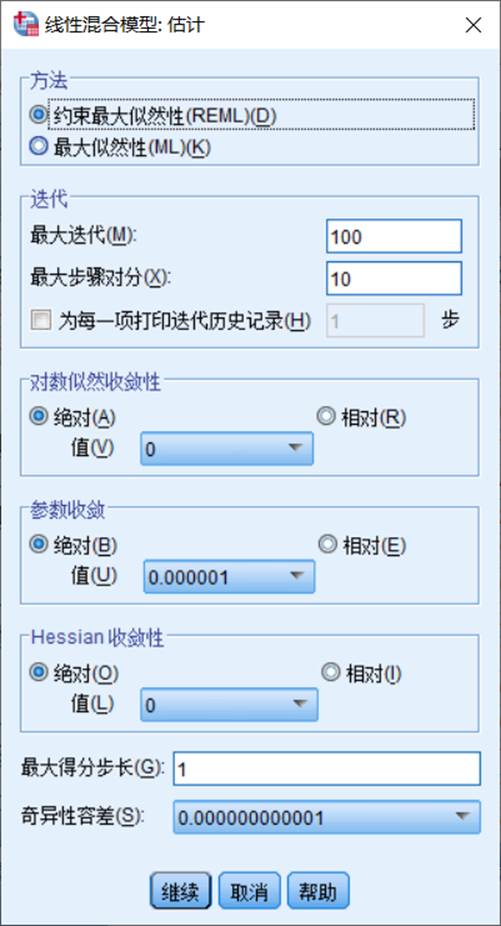 线性混合模型: 估计
方法
约束最大似然性(REML)(D)
最大似然性(ML)(K)
迭代
最大迭代(M): 100
最大步骤对分(X): 10
为每一项打印迭代历史记录(H) 1 步
对数似然收敛性
绝对(A) 相对(R)
值(V) 0
参数收敛
绝对(B) 相对(E)
值(U) 0.000001
Hessian 收敛性
绝对(O) 相对(I)
值(L) 0
最大得分步长(G): 1
奇异性容差(S): 0.000000000001
继续 取消 帮助